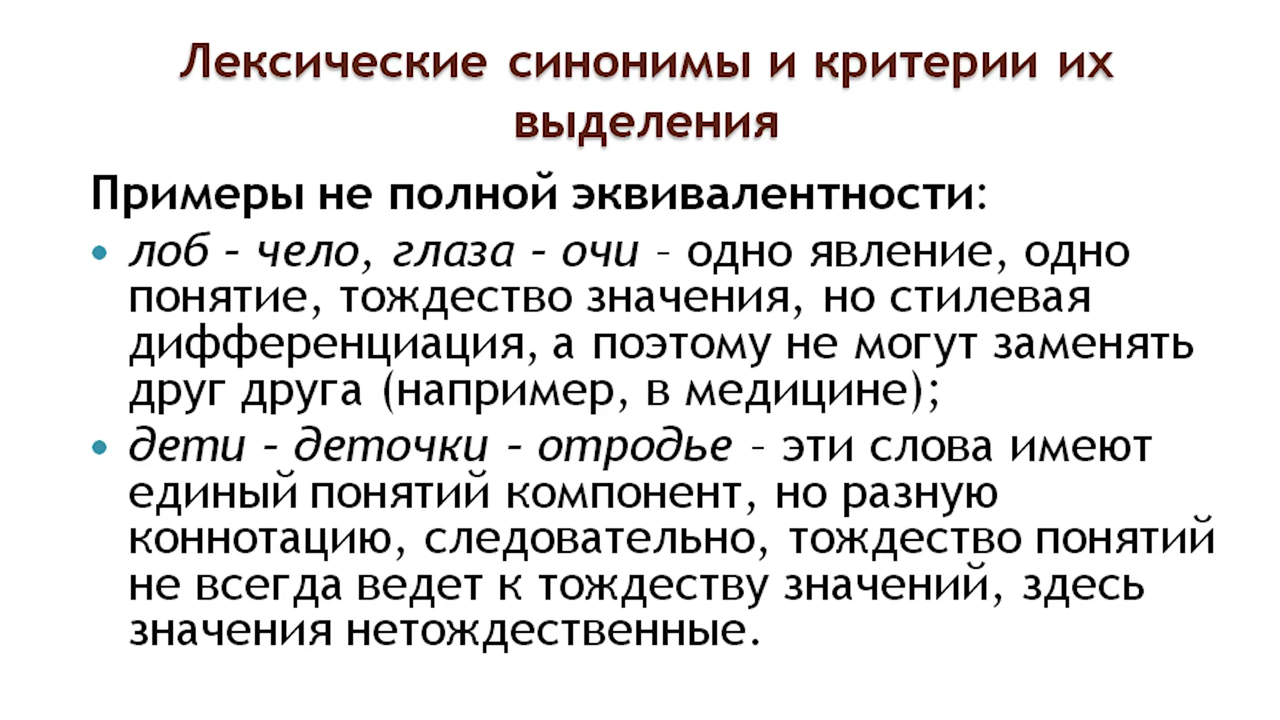 Лексические синонимы и критерии их
выделения
Примеры не полной эквивалентности:
• лоб – чело, глаза – очи – одно явление, одно
понятие, тождество значения, но стилевая
дифференциация, а поэтому не могут заменять
друг друга (например, в медицине);
• дети – деточки – отродье – эти слова имеют
единый понятий компонент, но разную
коннотацию, следовательно, тождество понятий
не всегда ведет к тождеству значений, здесь
значения нетождественные.